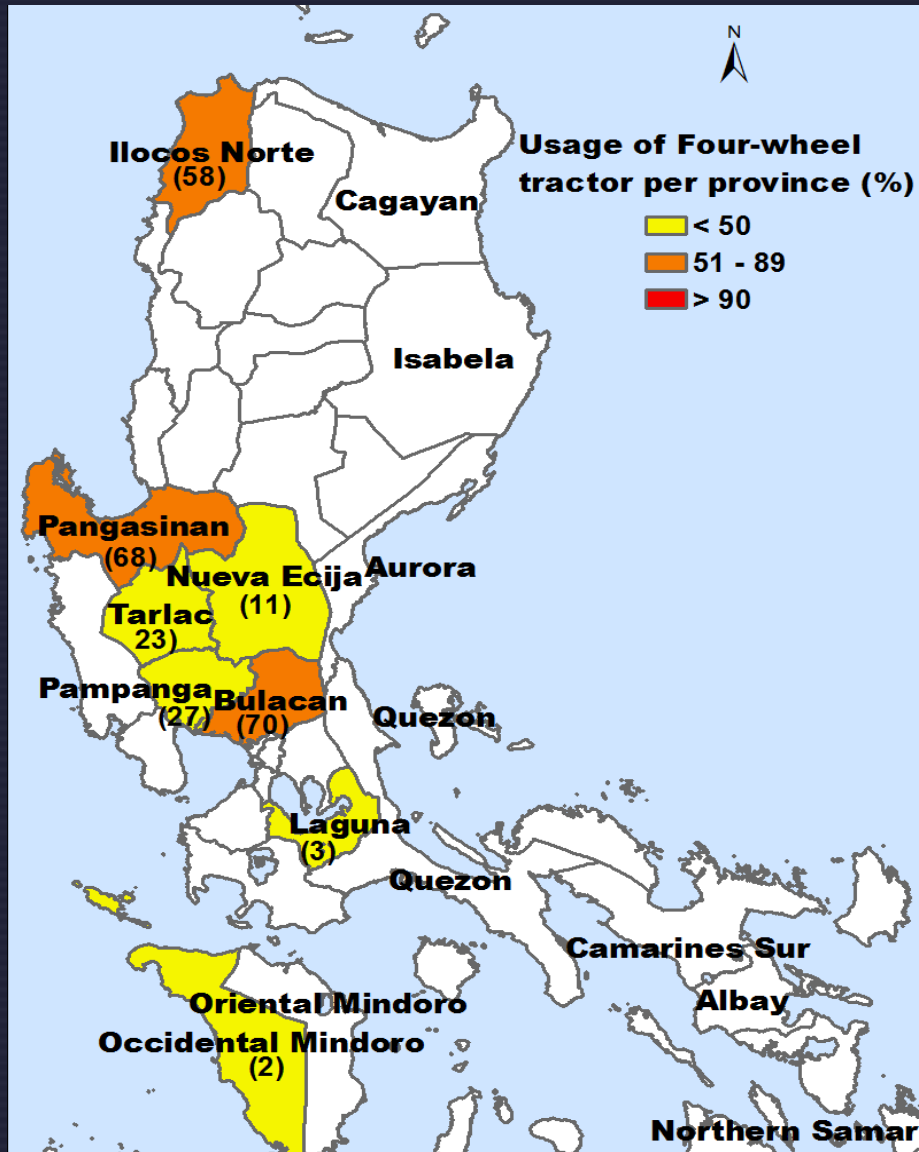 N
Usage of Four-wheel
tractor per province (%)
< 50
51 - 89
> 90
Ilocos Norte
(58)
Cagayan
Isabela
Pangasinan
(68)
Nueva Ecija
(11)
Aurora
Tarlac
23)
Pampanga
(27)
Bulacan
(70)
Quezon
Laguna
(3)
Quezon
Camarines Sur
Albay
Oriental Mindoro
Occidental Mindoro
(2)
Northern Samar